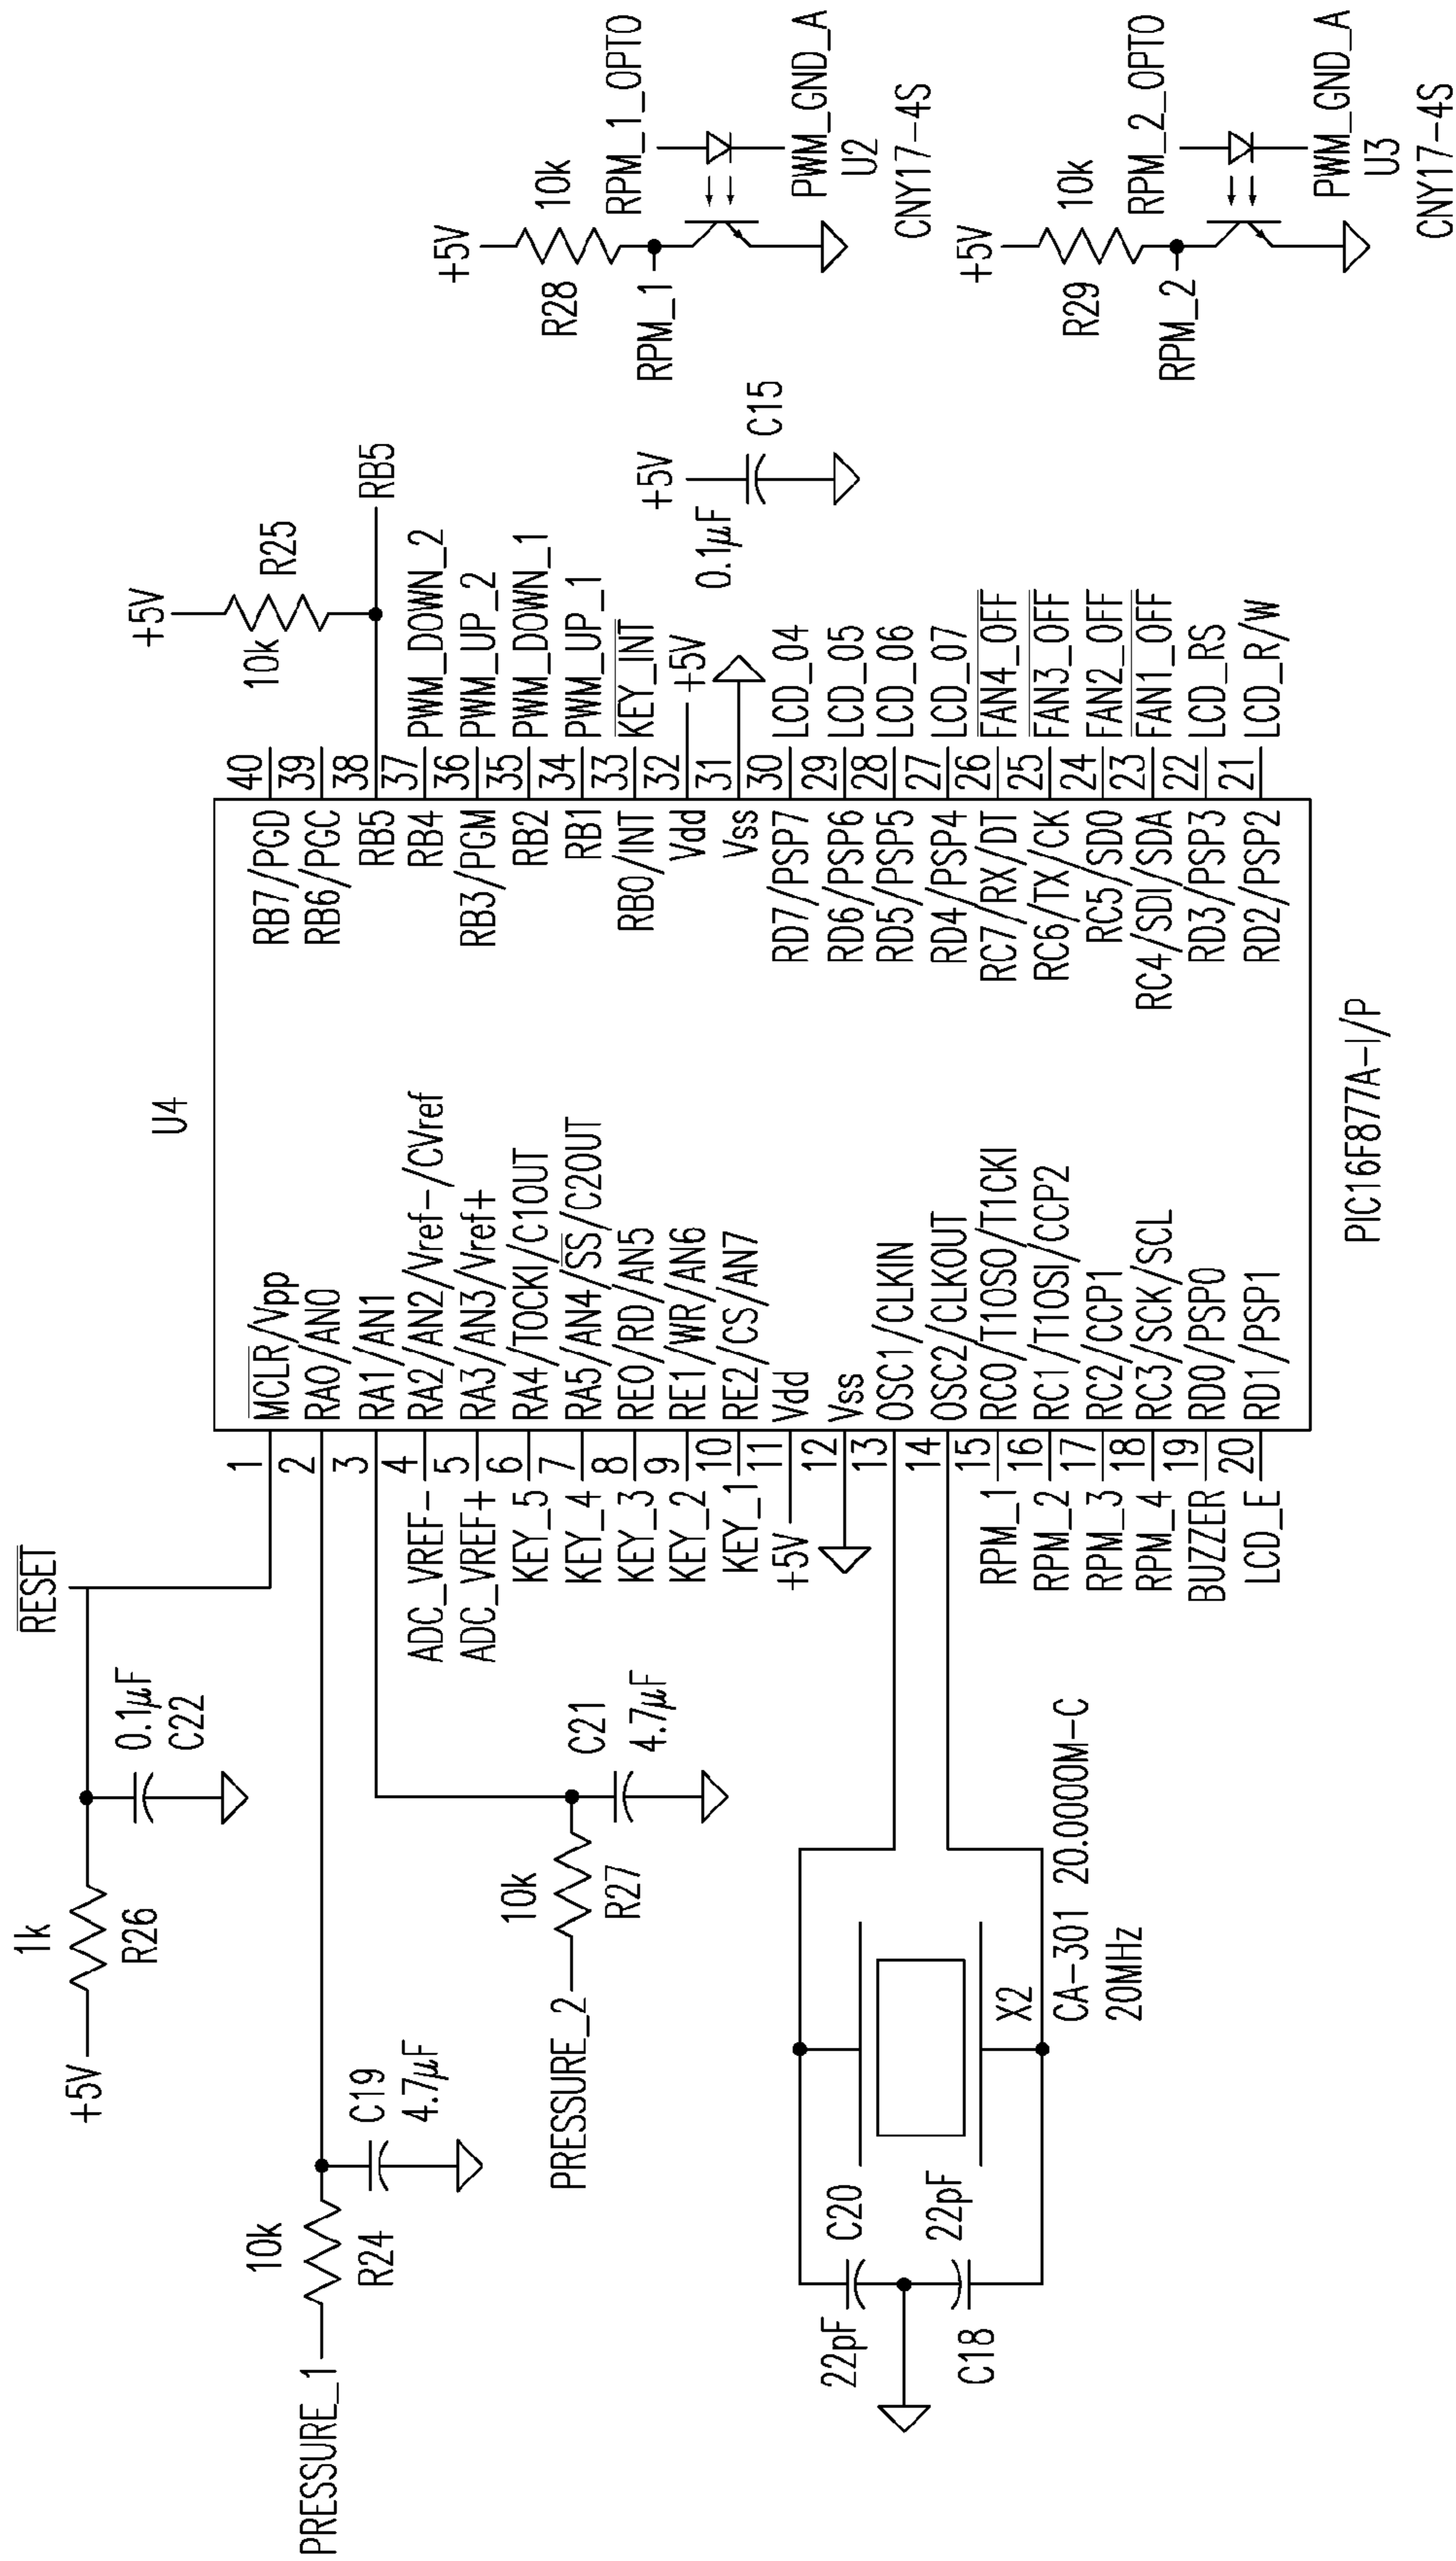 RESET
+5V
1k
R26
0.1µF
C22
PRESSURE_1
10k
R24
C19
4.7µF
PRESSURE_2
10k
R27
C21
4.7µF
22pF
C20
C18
22pF
X2
CA-301 20.0000M-C
20MHz
U4
1 MCLR/Vpp
2 RA0/AN0
3 RA1/AN1
ADC_VREF- 4 RA2/AN2/Vref-/CVref
ADC_VREF+ 5 RA3/AN3/Vref+
KEY_5 6 RA4/TOCKI/C1OUT
KEY_4 7 RA5/AN4/SS/C2OUT
KEY_3 8 RE0/RD/AN5
KEY_2 9 RE1/WR/AN6
KEY_1 10 RE2/CS/AN7
+5V 11 Vdd
12 Vss
13 OSC1/CLKIN
14 OSC2/CLKOUT
RPM_1 15 RC0/T1OSO/T1CKI
RPM_2 16 RC1/T1OSI/CCP2
RPM_3 17 RC2/CCP1
RPM_4 18 RC3/SCK/SCL
BUZZER 19 RD0/PSP0
LCD_E 20 RD1/PSP1
RB7/PGD 40
RB6/PGC 39
RB5 38 RB5
RB4 37 PWM_DOWN_2
RB3/PGM 36 PWM_UP_2
RB2 35 PWM_DOWN_1
RB1 34 PWM_UP_1
RB0/INT 33 KEY_INT
Vdd 32 +5V
Vss 31
RD7/PSP7 30 LCD_04
RD6/PSP6 29 LCD_05
RD5/PSP5 28 LCD_06
RD4/PSP4 27 LCD_07
RC7/RX/DT 26 FAN4_OFF
RC6/TX/CK 25 FAN3_OFF
RC5/SDO 24 FAN2_OFF
RC4/SDI/SDA 23 FAN1_OFF
RD3/PSP3 22 LCD_RS
RD2/PSP2 21 LCD_R/W
PIC16F877A-I/P
+5V
10k
R25
+5V
0.1µF
C15
+5V
R28
10k
RPM_1
RPM_1_OPTO
PWM_GND_A
U2
CNY17-4S
+5V
R29
10k
RPM_2
RPM_2_OPTO
PWM_GND_A
U3
CNY17-4S